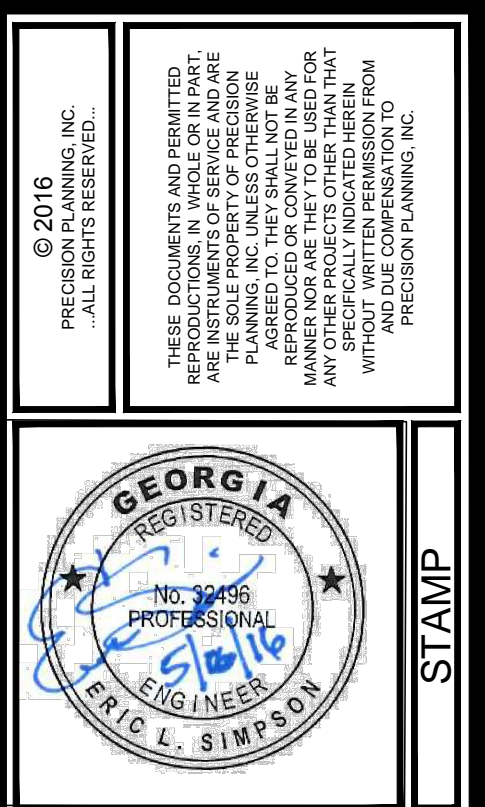 © 2016
PRECISION PLANNING, INC.
...ALL RIGHTS RESERVED...
THESE DOCUMENTS AND PERMITTED
REPRODUCTIONS, IN WHOLE OR IN PART,
ARE INSTRUMENTS OF SERVICE AND ARE
THE SOLE PROPERTY OF PRECISION
PLANNING, INC. UNLESS OTHERWISE
AGREED TO. THEY SHALL NOT BE
REPRODUCED OR CONVEYED IN ANY
MANNER NOR ARE THEY TO BE USED FOR
ANY OTHER PROJECTS OTHER THAN THAT
SPECIFICALLY INDICATED HEREIN
WITHOUT WRITTEN PERMISSION FROM
AND DUE COMPENSATION TO
PRECISION PLANNING, INC.
GEORGIA
REGISTERED
No. 32496
PROFESSIONAL
ENGINEER
ERIC L. SIMPSON
STAMP